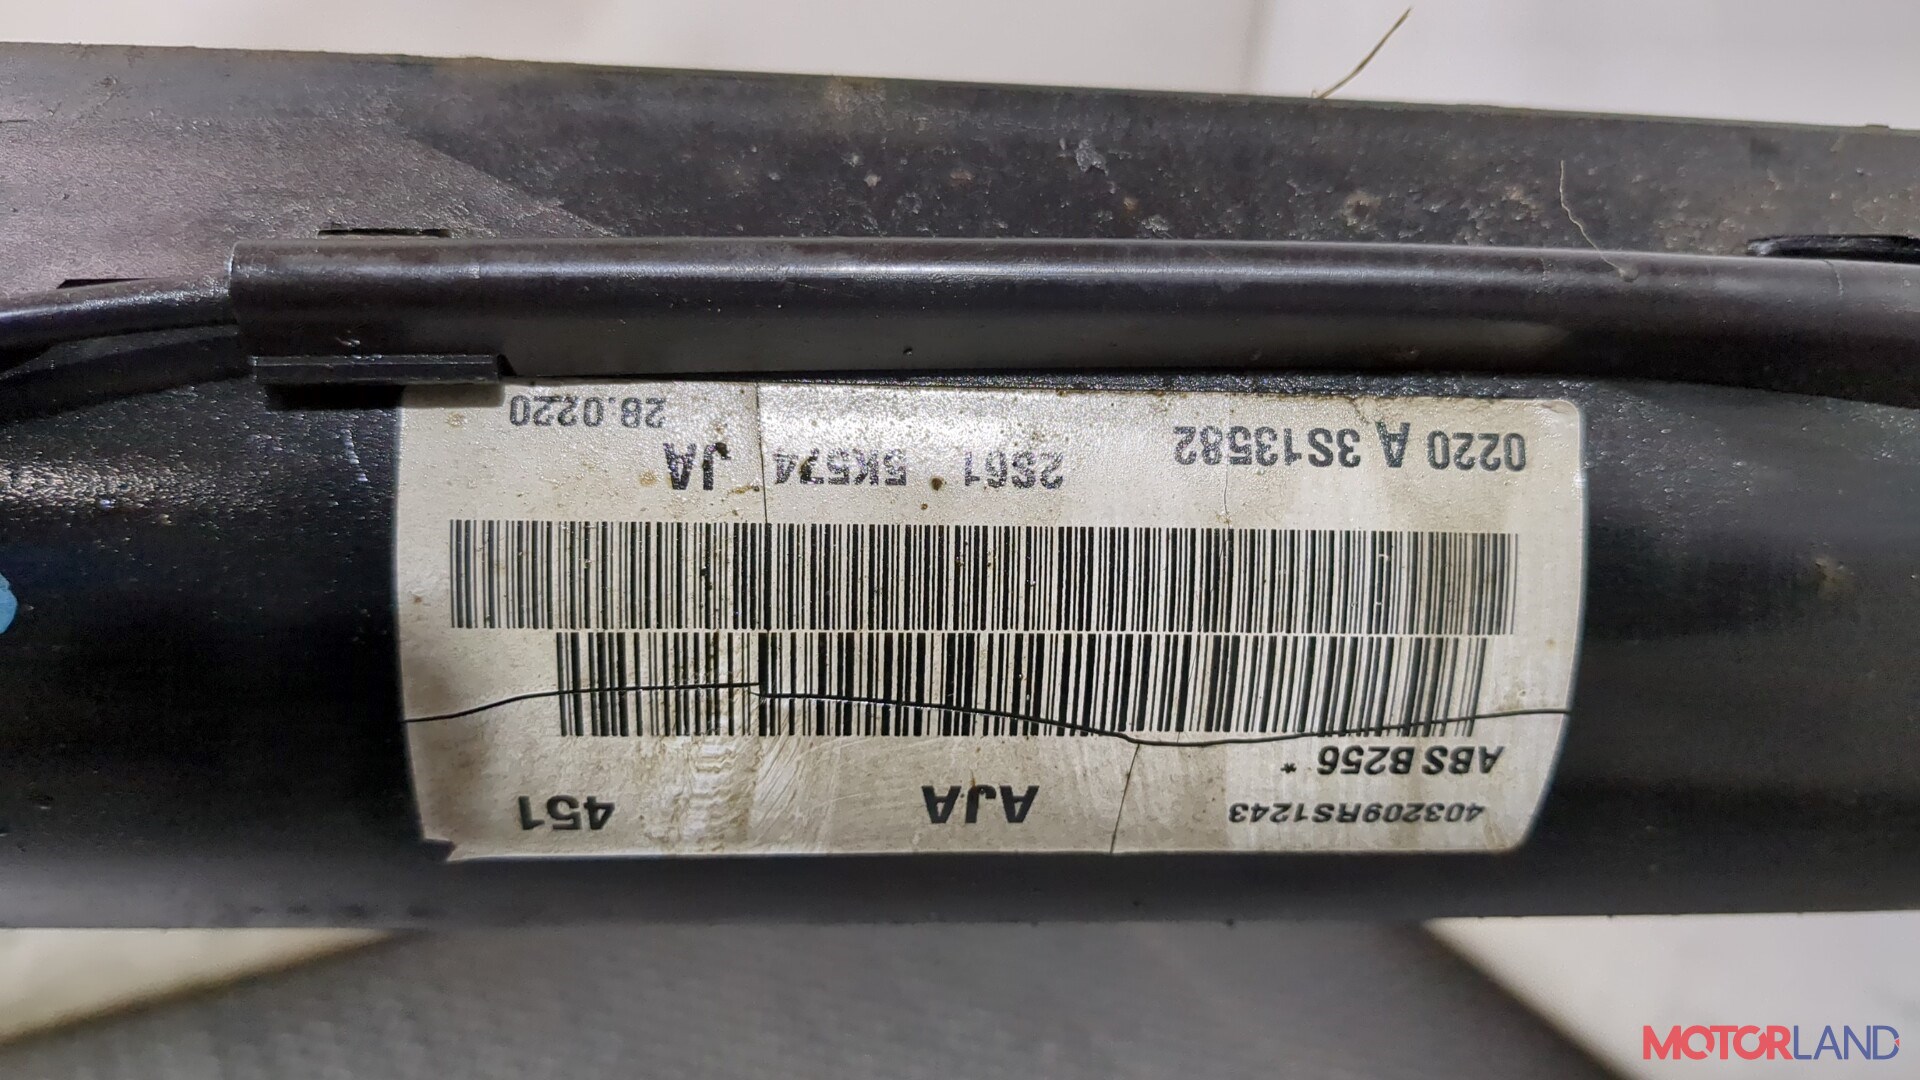 403209RS1243 AJA 451
ABS B256 *
0220 A 3S13582 2S61 5K574 JA
28.0220
MOTORLAND